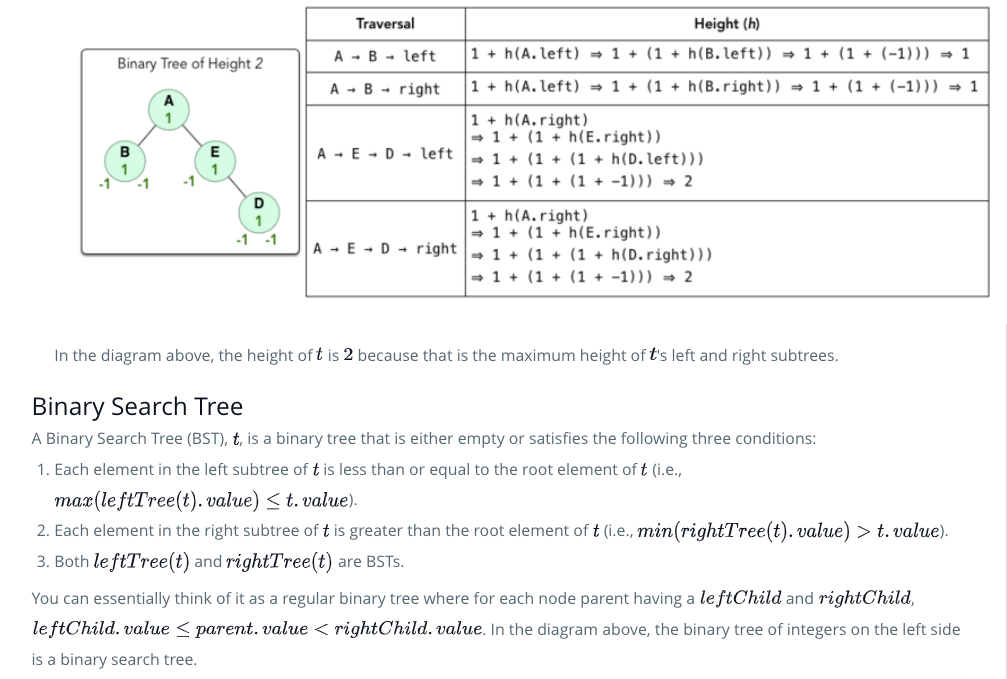 Binary Tree of Height 2
A
1
B
1
E
1
-1
-1
-1
D
1
-1
-1
Traversal
Height (h)
A → B → left
1 + h(A.left) ⇒ 1 + (1 + h(B.left)) ⇒ 1 + (1 + (−1))) ⇒ 1
A → B → right
1 + h(A.left) ⇒ 1 + (1 + h(B.right)) ⇒ 1 + (1 + (−1))) ⇒ 1
A → E → D → left
1 + h(A.right)
⇒ 1 + (1 + h(E.right))
⇒ 1 + (1 + (1 + h(D.left)))
⇒ 1 + (1 + (1 + −1))) ⇒ 2
A → E → D → right
1 + h(A.right)
⇒ 1 + (1 + h(E.right))
⇒ 1 + (1 + (1 + h(D.right)))
⇒ 1 + (1 + (1 + −1))) ⇒ 2
In the diagram above, the height of t is 2 because that is the maximum height of t's left and right subtrees.
Binary Search Tree
A Binary Search Tree (BST), t, is a binary tree that is either empty or satisfies the following three conditions:
1. Each element in the left subtree of t is less than or equal to the root element of t (i.e.,
max(leftTree(t).value) ≤ t.value).
2. Each element in the right subtree of t is greater than the root element of t (i.e., min(rightTree(t).value) > t.value).
3. Both leftTree(t) and rightTree(t) are BSTs.
You can essentially think of it as a regular binary tree where for each node parent having a leftChild and rightChild,
leftChild.value ≤ parent.value < rightChild.value. In the diagram above, the binary tree of integers on the left side
is a binary search tree.